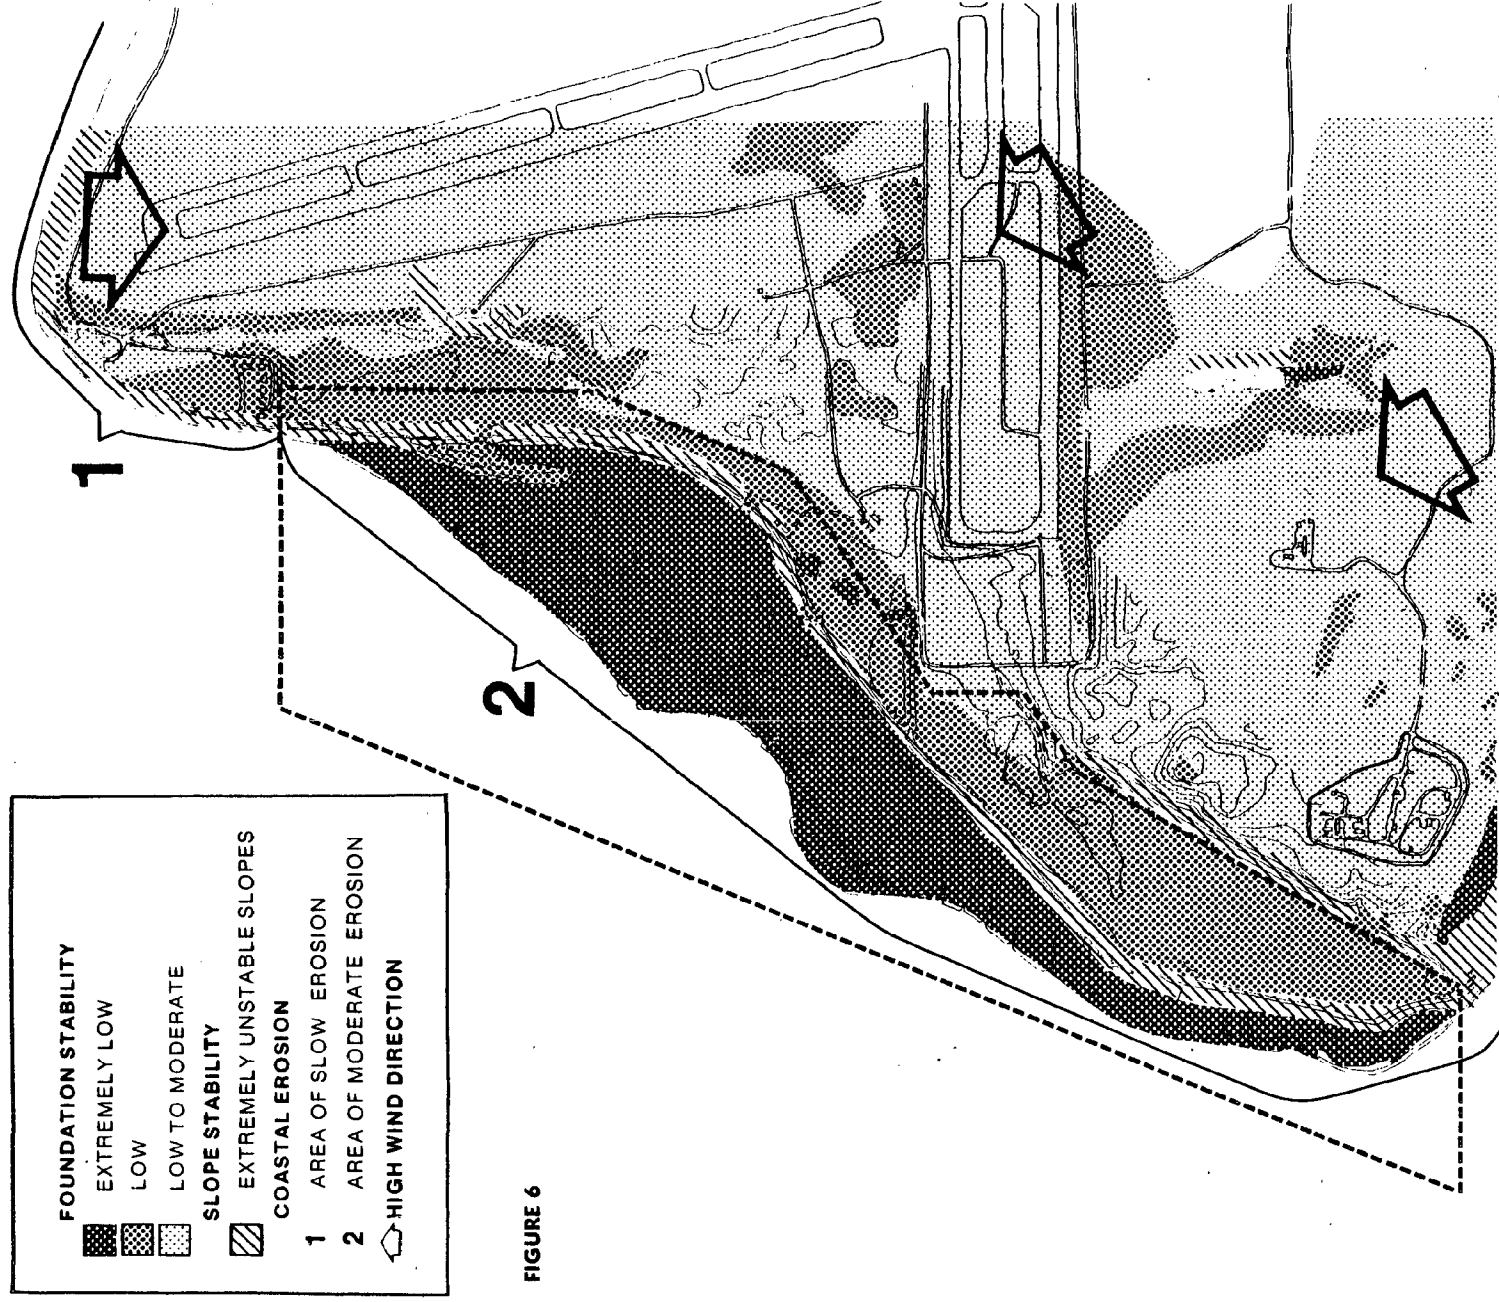 FOUNDATION STABILITY
EXTREMELY LOW
LOW
LOW TO MODERATE
SLOPE STABILITY
EXTREMELY UNSTABLE SLOPES
COASTAL EROSION
1 AREA OF SLOW EROSION
2 AREA OF MODERATE EROSION
HIGH WIND DIRECTION
FIGURE 6
1
2